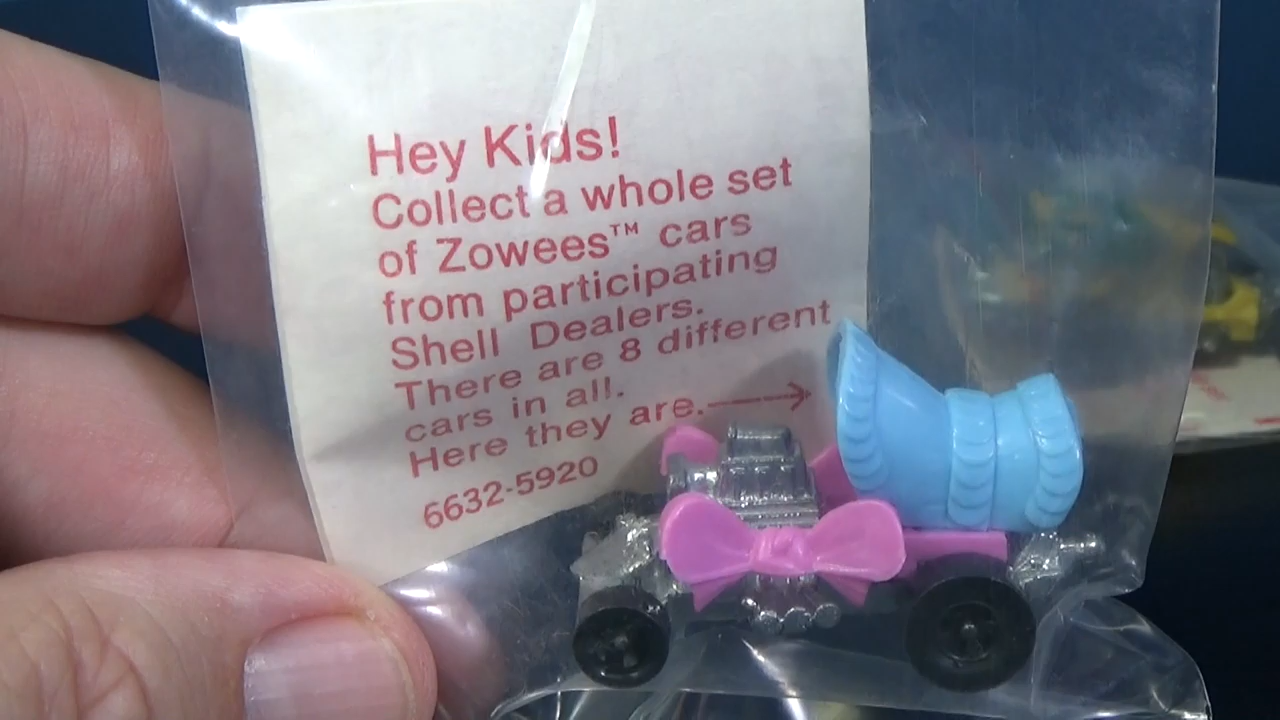 Hey Kids!
Collect a whole set
of Zowees™ cars
from participating
Shell Dealers.
There are 8 different
cars in all.
Here they are.
6632-5920